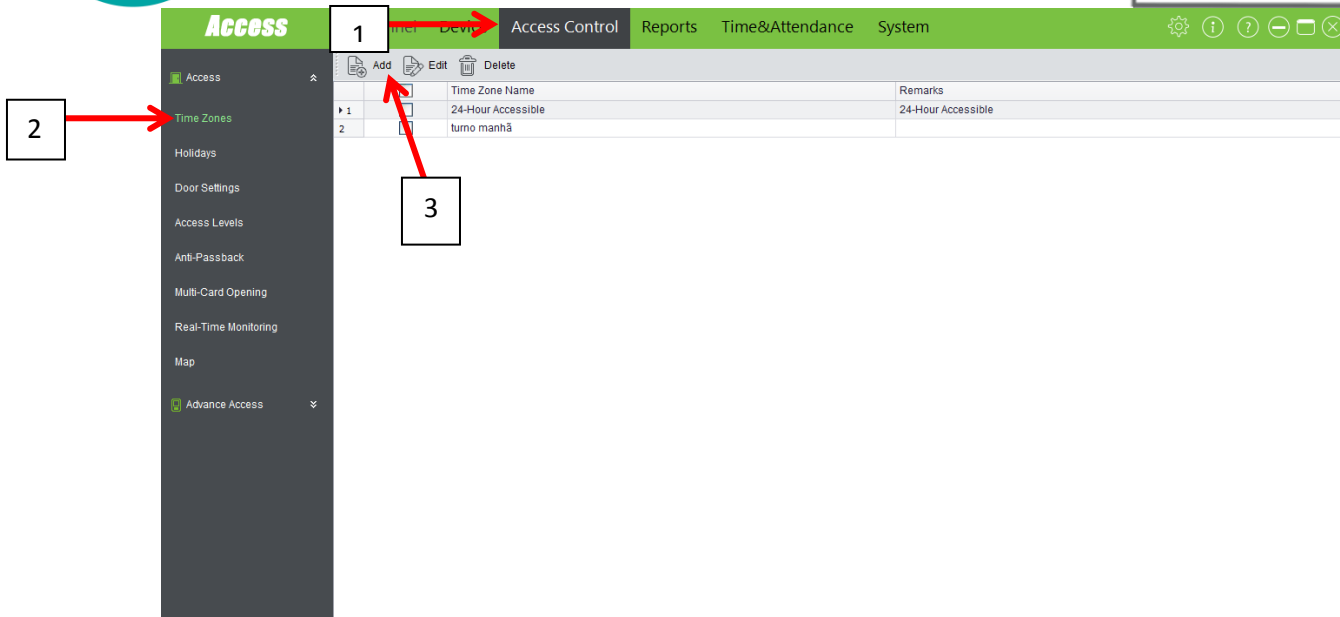 Access
1
Device Access Control Reports Time&Attendance System
Add Edit Delete
Access
Time Zone Name Remarks
1 24-Hour Accessible 24-Hour Accessible
2 turno manhã
2
Time Zones
Holidays
Door Settings
3
Access Levels
Anti-Passback
Multi-Card Opening
Real-Time Monitoring
Map
Advance Access